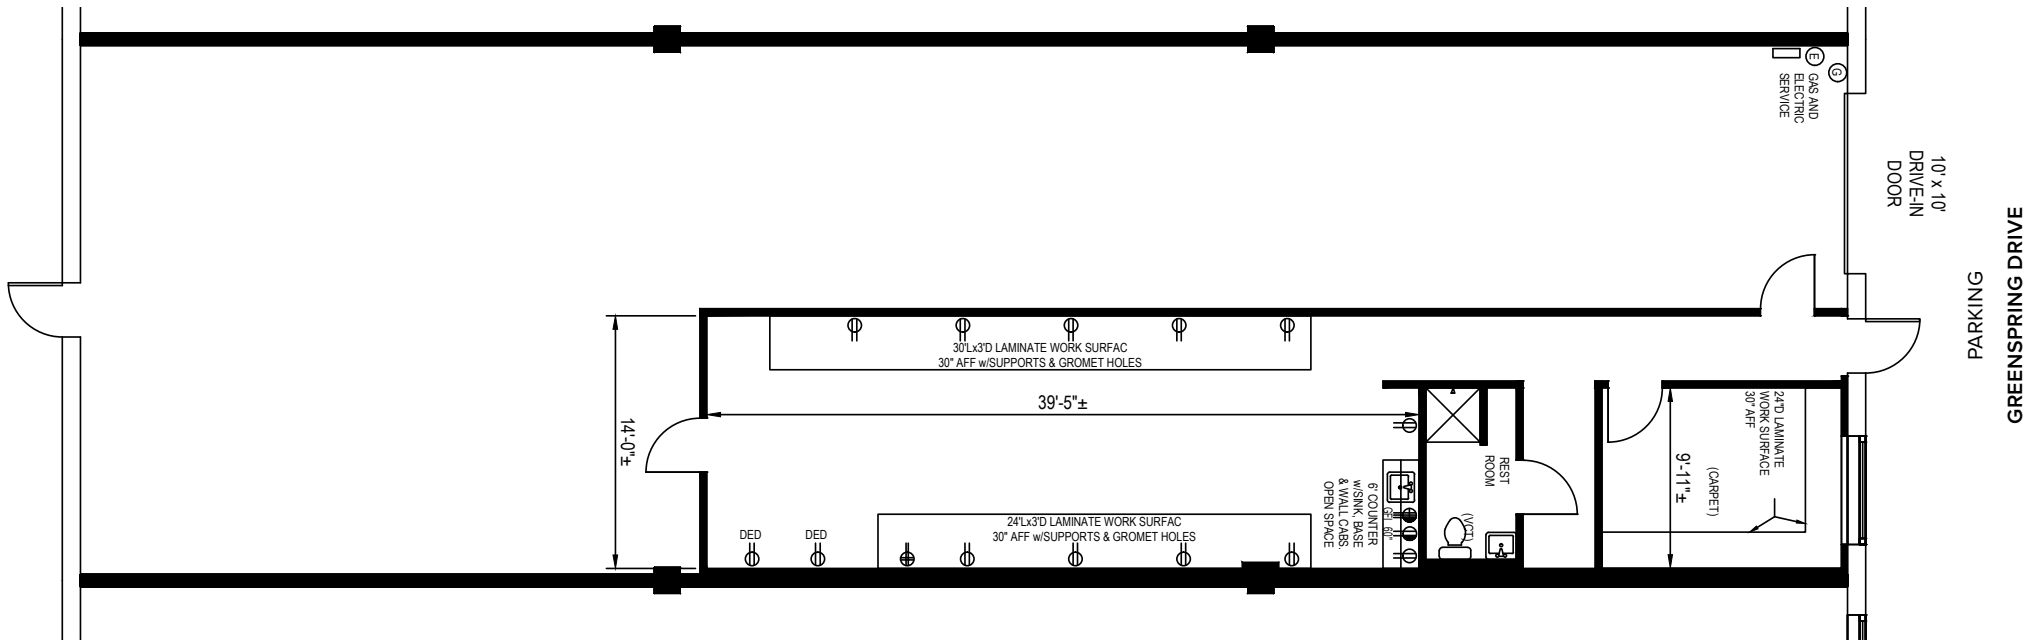 E
G
GAS AND
ELECTRIC
SERVICE
10' x 10'
DRIVE-IN
DOOR
PARKING
GREENSPRING DRIVE
30'Lx3'D LAMINATE WORK SURFAC
30" AFF w/SUPPORTS & GROMET HOLES
39'-5"±
14'-0"±
24"D LAMINATE
WORK SURFACE
30" AFF
(CARPET)
9'-11"±
REST
ROOM
(VCT)
6' COUNTER
w/SINK, BASE
& WALL CABS.
OPEN SPACE
GFI 60"
24'Lx3'D LAMINATE WORK SURFAC
30" AFF w/SUPPORTS & GROMET HOLES
DED
DED